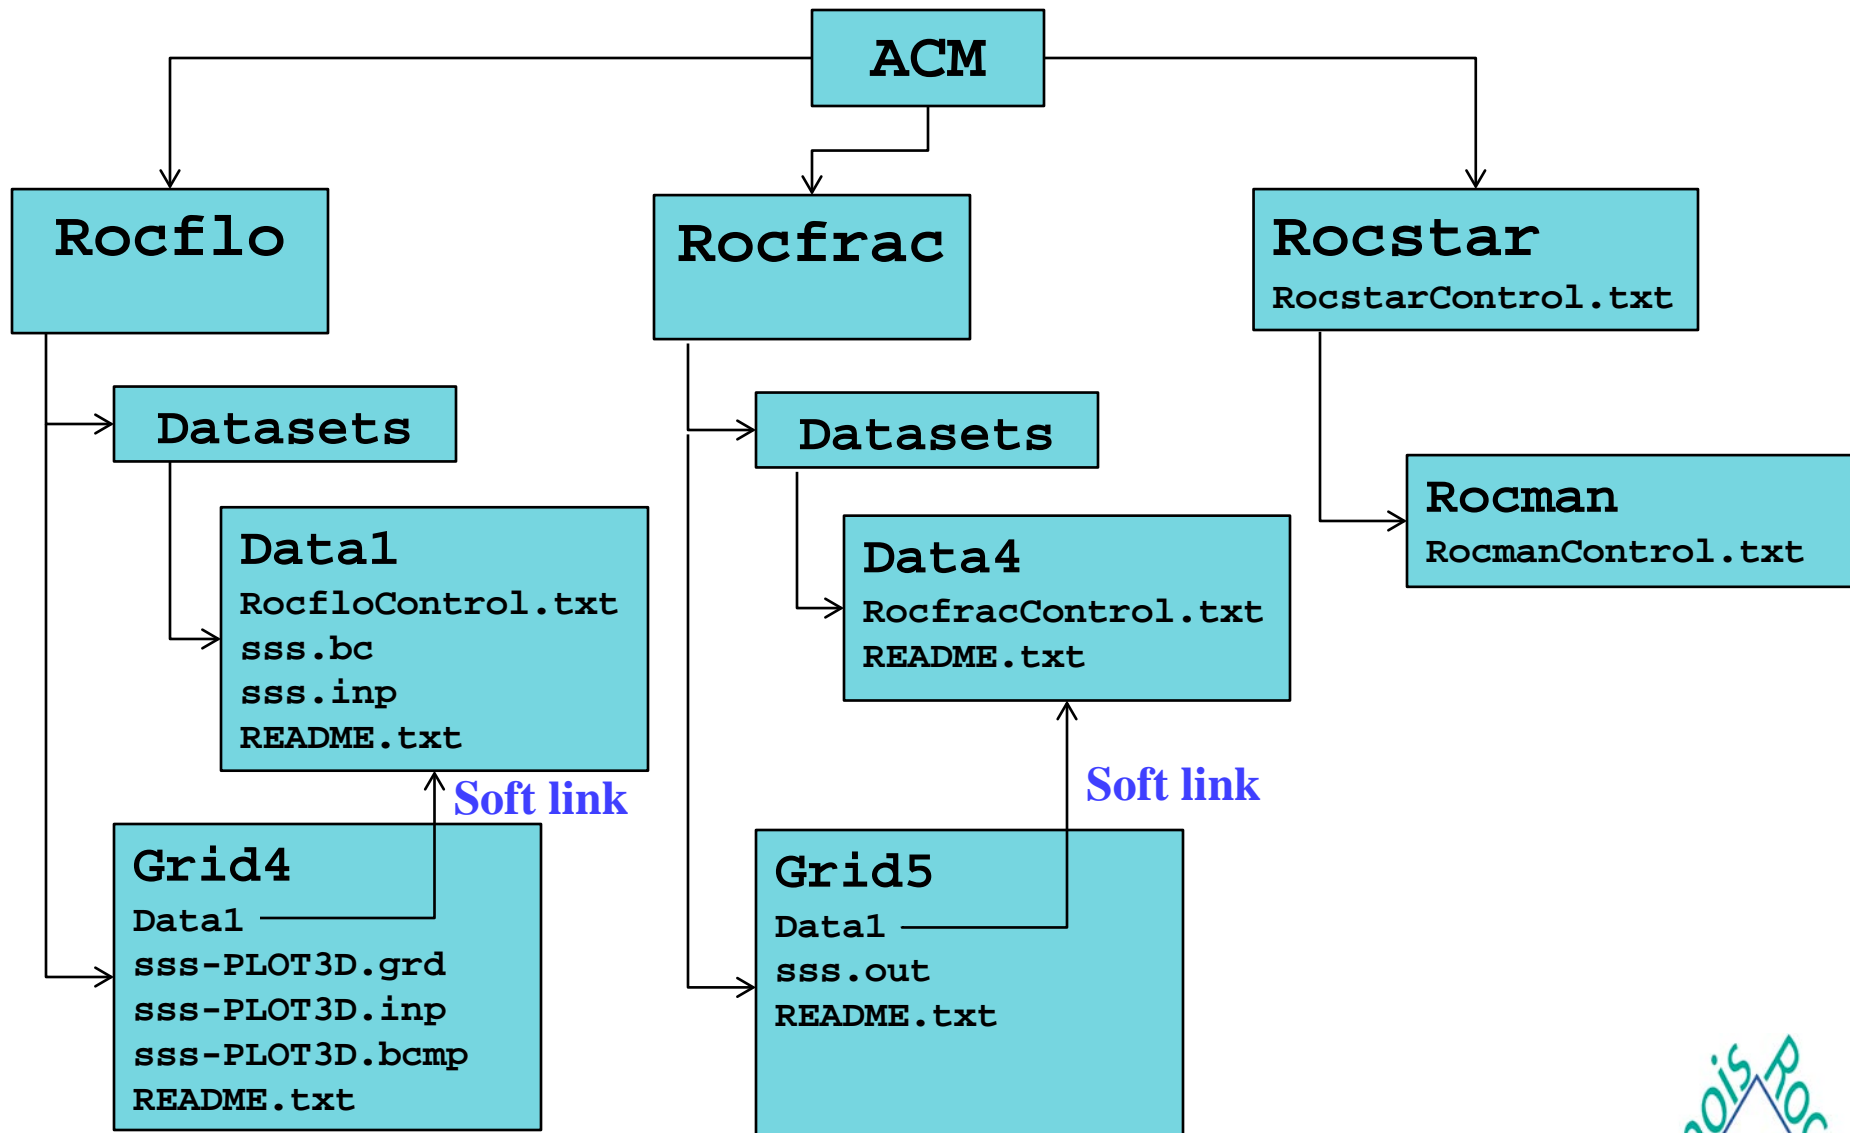 ACM
Rocflo
Rocfrac
Rocstar
RocstarControl.txt
Datasets
Datasets
Rocman
RocmanControl.txt
Data1
RocfloControl.txt
sss.bc
sss.inp
README.txt
Data4
RocfracControl.txt
README.txt
Soft link
Soft link
Grid4
Data1
sss-PLOT3D.grd
sss-PLOT3D.inp
sss-PLOT3D.bcmp
README.txt
Grid5
Data1
sss.out
README.txt